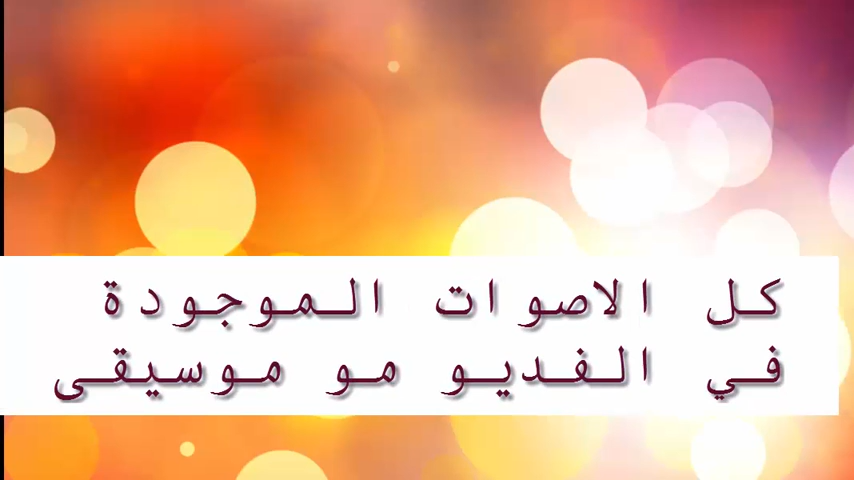 كل الاصوات الموجودة
في الفديو مو موسيقى